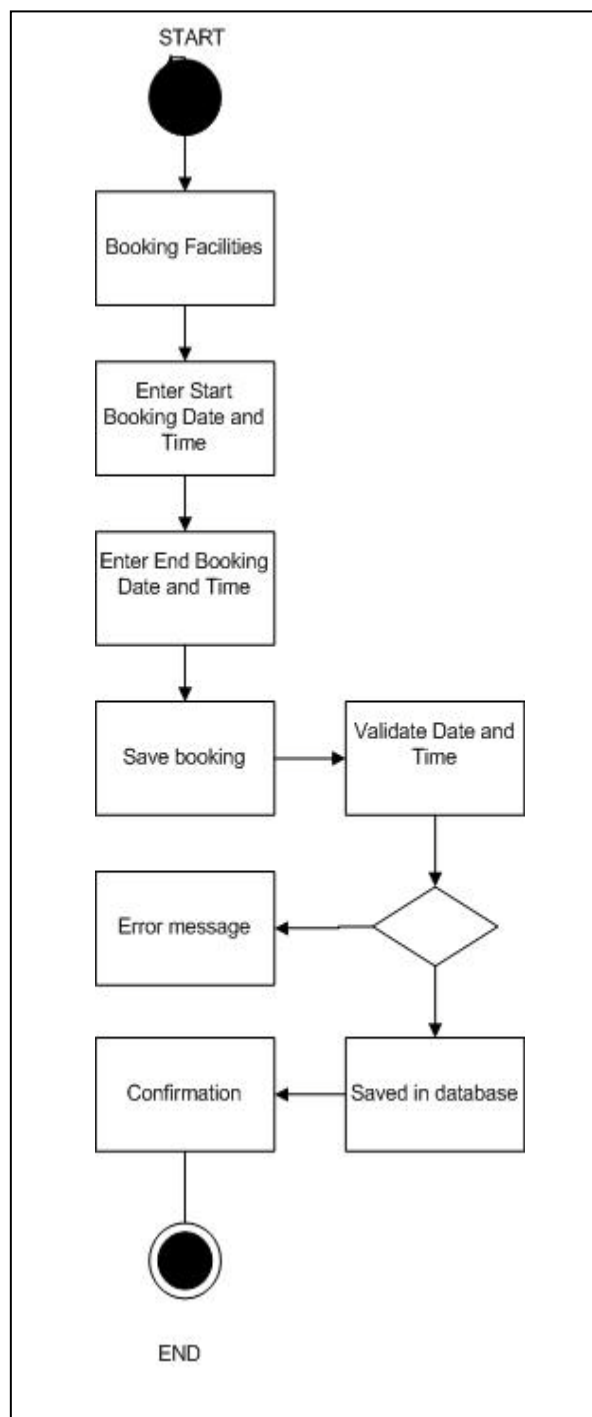 START
Booking Facilities
Enter Start
Booking Date and
Time
Enter End Booking
Date and Time
Save booking
Validate Date and
Time
Error message
Confirmation
Saved in database
END